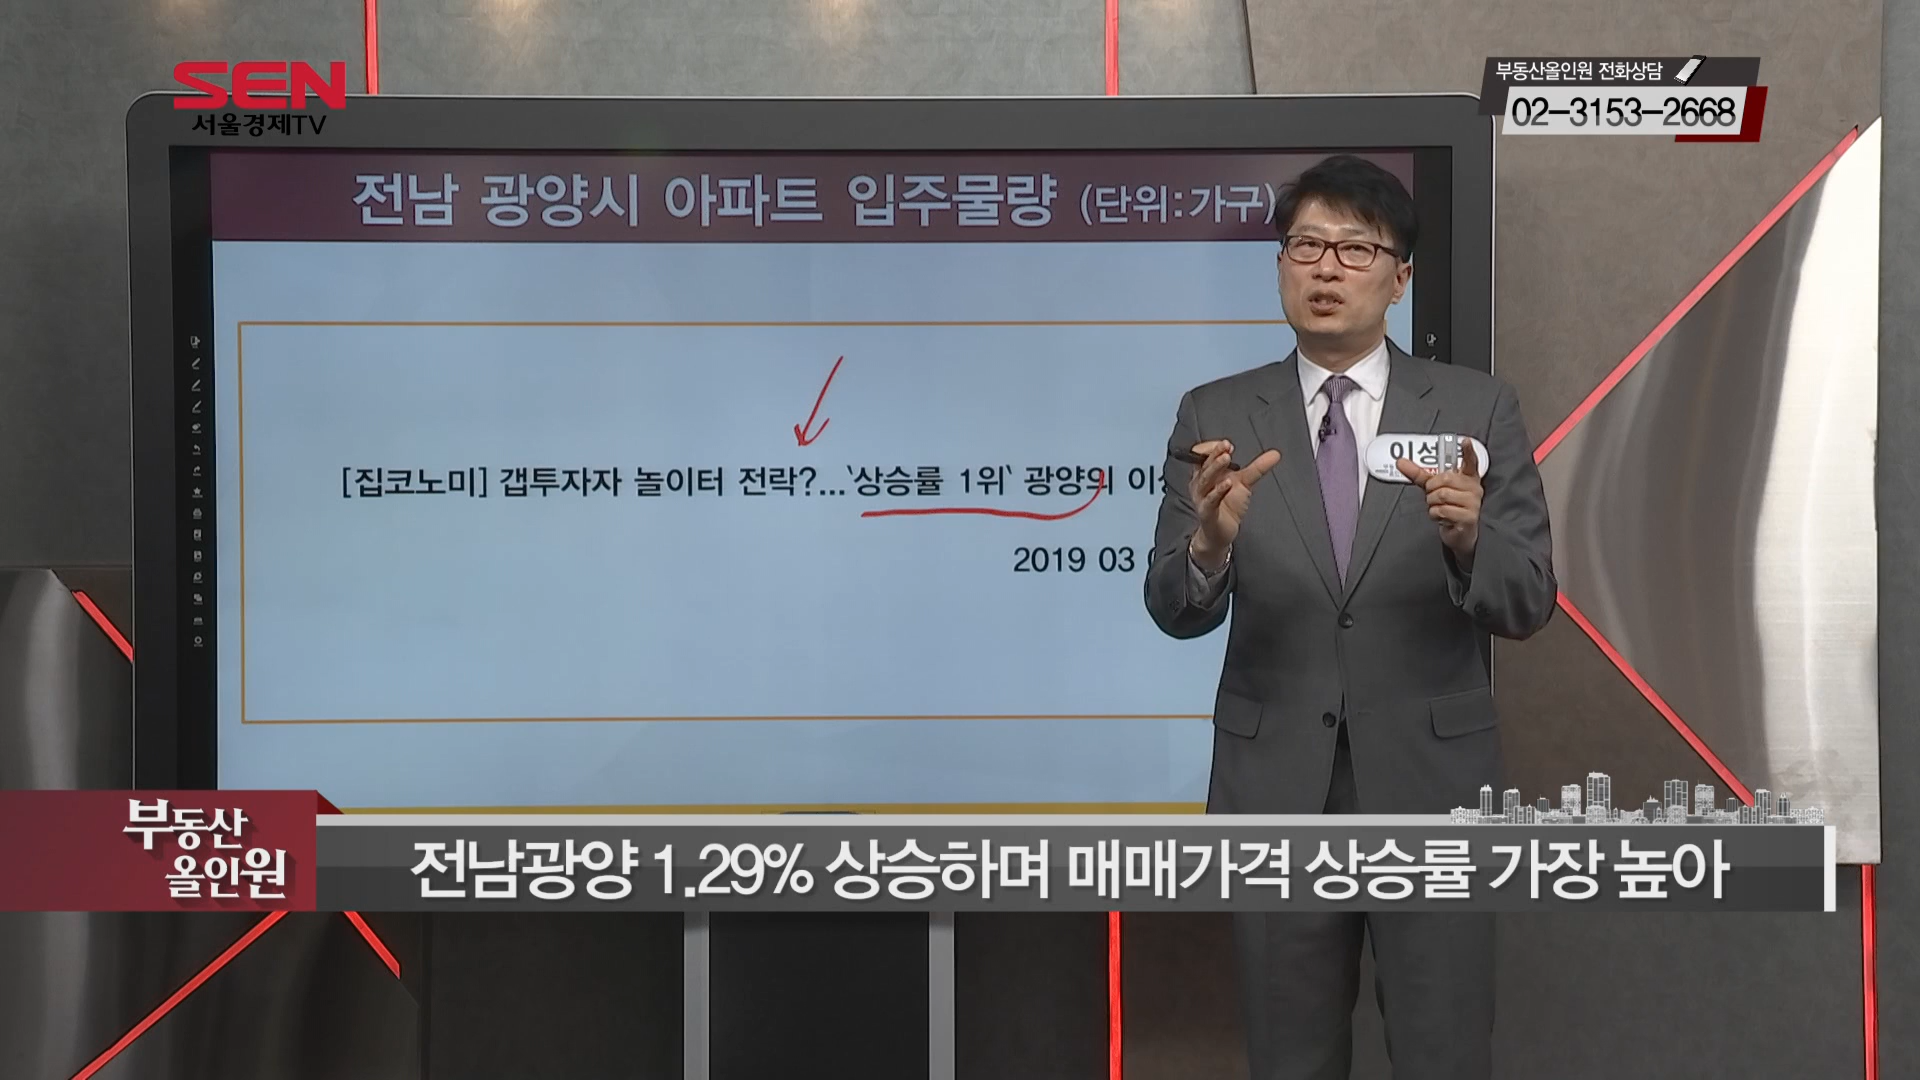 SEN
서울경제TV
부동산올인원 전화상담
02-3153-2668
전남 광양시 아파트 입주물량 (단위:가구)
[집코노미] 갭투자자 놀이터 전락?...'상승률 1위' 광양의
2019 03
이성
부동산
올인원
전남광양 1.29% 상승하며 매매가격 상승률 가장 높아